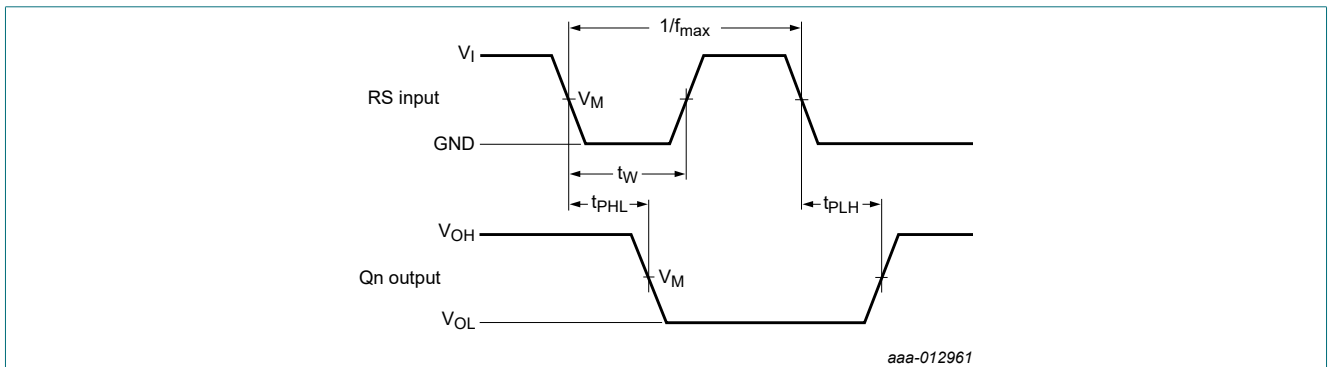 1/fmax
VI
RS input
VM
GND
tW
tPHL
tPLH
VOH
Qn output
VM
VOL
aaa-012961